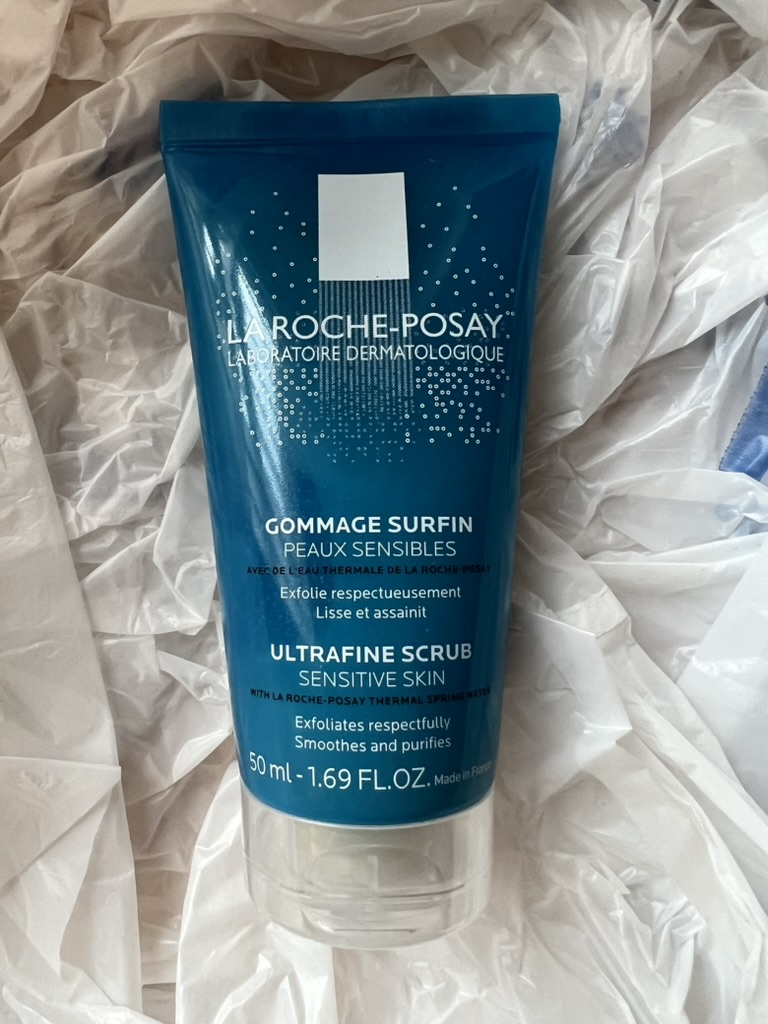 LA ROCHE-POSAY
LABORATOIRE DERMATOLOGIQUE
GOMMAGE SURFIN
PEAUX SENSIBLES
AVEC DE L'EAU THERMALE DE LA ROCHE-POSAY
Exfolie respectueusement
Lisse et assainit
ULTRAFINE SCRUB
SENSITIVE SKIN
WITH LA ROCHE-POSAY THERMAL SPRING WATER
Exfoliates respectfully
Smoothes and purifies
50 ml - 1.69 FL.OZ. Made in France